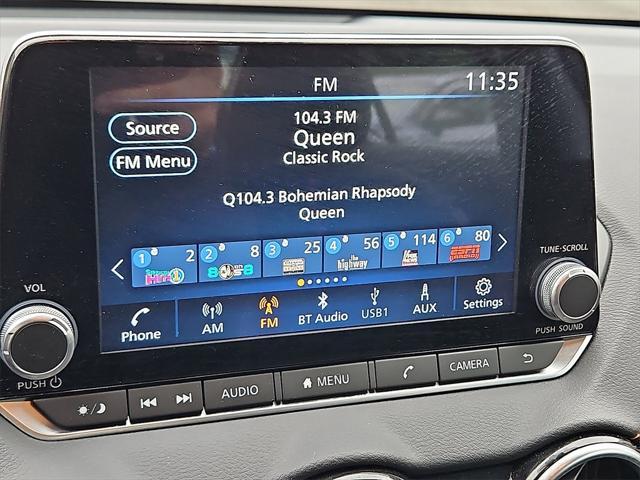 FM
11:35
Source
FM Menu
104.3 FM
Queen
Classic Rock
Q104.3 Bohemian Rhapsody
Queen
1 2
2 8
3 25
4 56
5 114
6 80
the highway
ESPN
Phone
AM
FM
BT Audio
USB1
AUX
Settings
VOL
PUSH
TUNE·SCROLL
PUSH SOUND
AUDIO
MENU
CAMERA